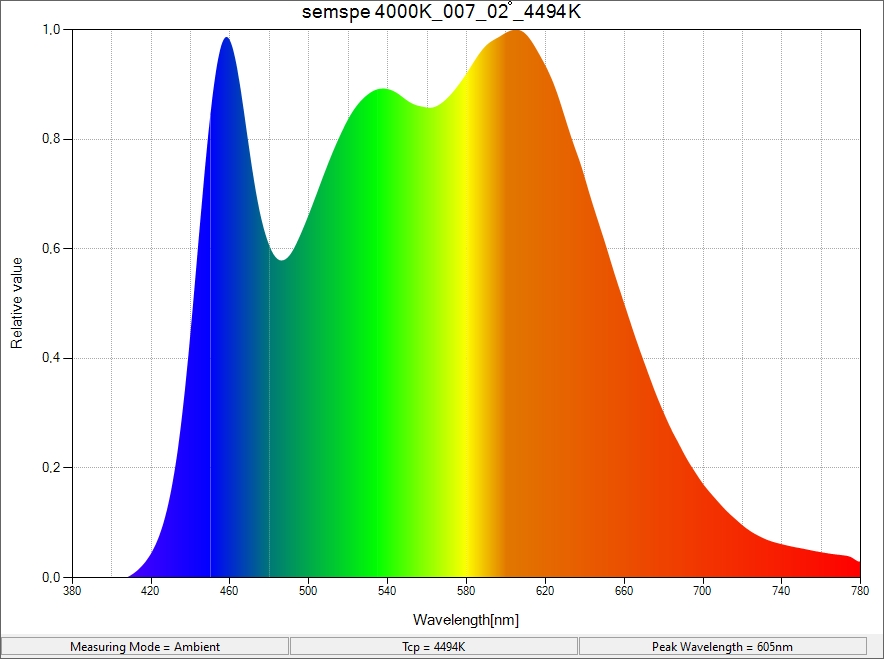 semspe 4000K_007_02°_4494K
1.0
0.8
0.6
0.4
0.2
0.0
Relative value
380 420 460 500 540 580 620 660 700 740 780
Wavelength[nm]
Measuring Mode = Ambient Tcp = 4494K Peak Wavelength = 605nm